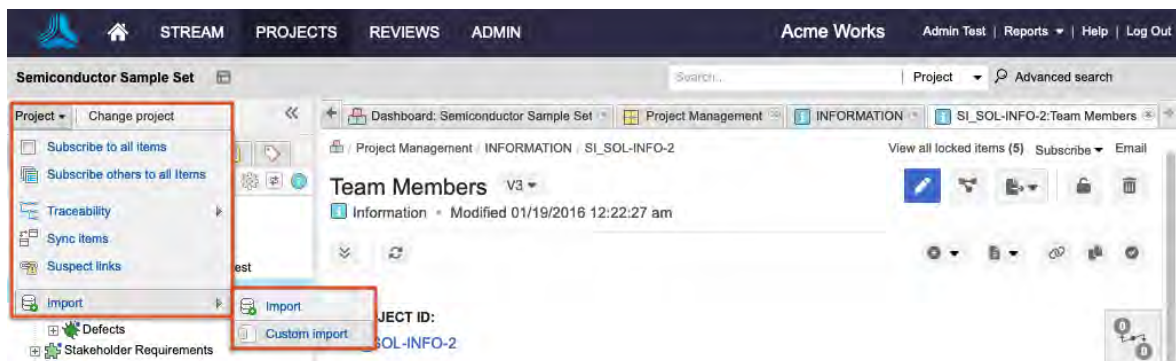 STREAM PROJECTS REVIEWS ADMIN Acme Works Admin Test | Reports | Help | Log Out
Semiconductor Sample Set Search... Project Advanced search
Project Change project
Dashboard: Semiconductor Sample Set Project Management INFORMATION SI_SOL-INFO-2:Team Members
Subscribe to all items
Subscribe others to all Items
Traceability
Sync items
Suspect links
Import
Import
Custom import
Defects
Stakeholder Requirements
Project Management / INFORMATION / SI_SOL-INFO-2 View all locked items (5) Subscribe Email
Team Members V3
Information • Modified 01/19/2016 12:22:27 am
est
JECT ID:
SOL-INFO-2
0
0